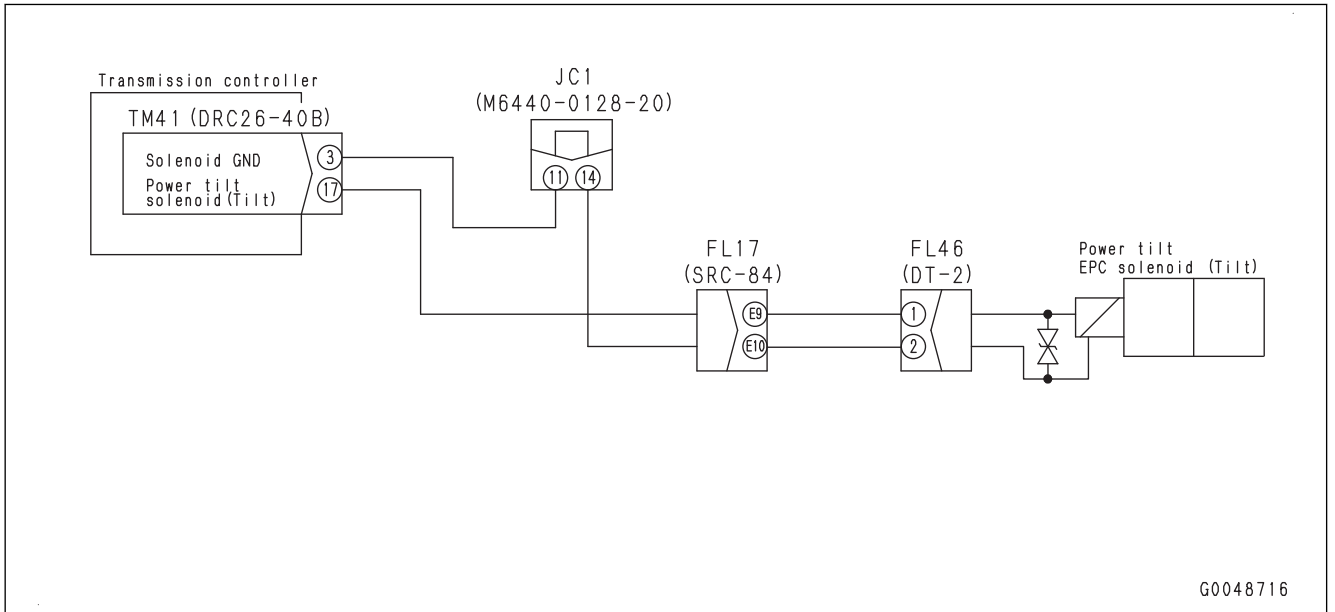 Transmission controller
TM41 (DRC26-40B)
Solenoid GND
3
Power tilt
solenoid (Tilt)
17
JC1
(M6440-0128-20)
11 14
FL17
(SRC-84)
E9
E10
FL46
(DT-2)
1
2
Power tilt
EPC solenoid (Tilt)
G0048716